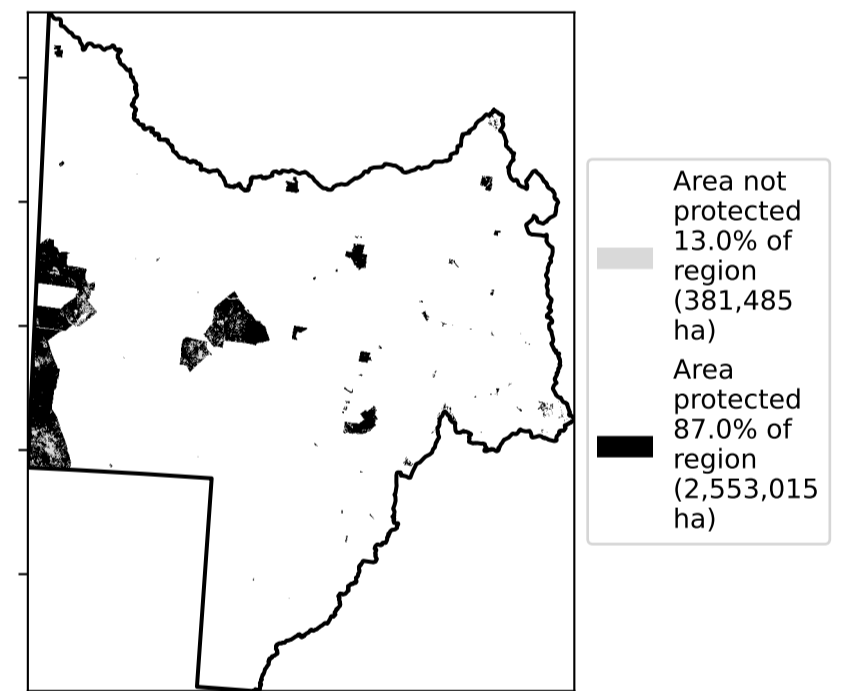 Area not
protected
13.0% of
region
(381,485
ha)
Area
protected
87.0% of
region
(2,553,015
ha)